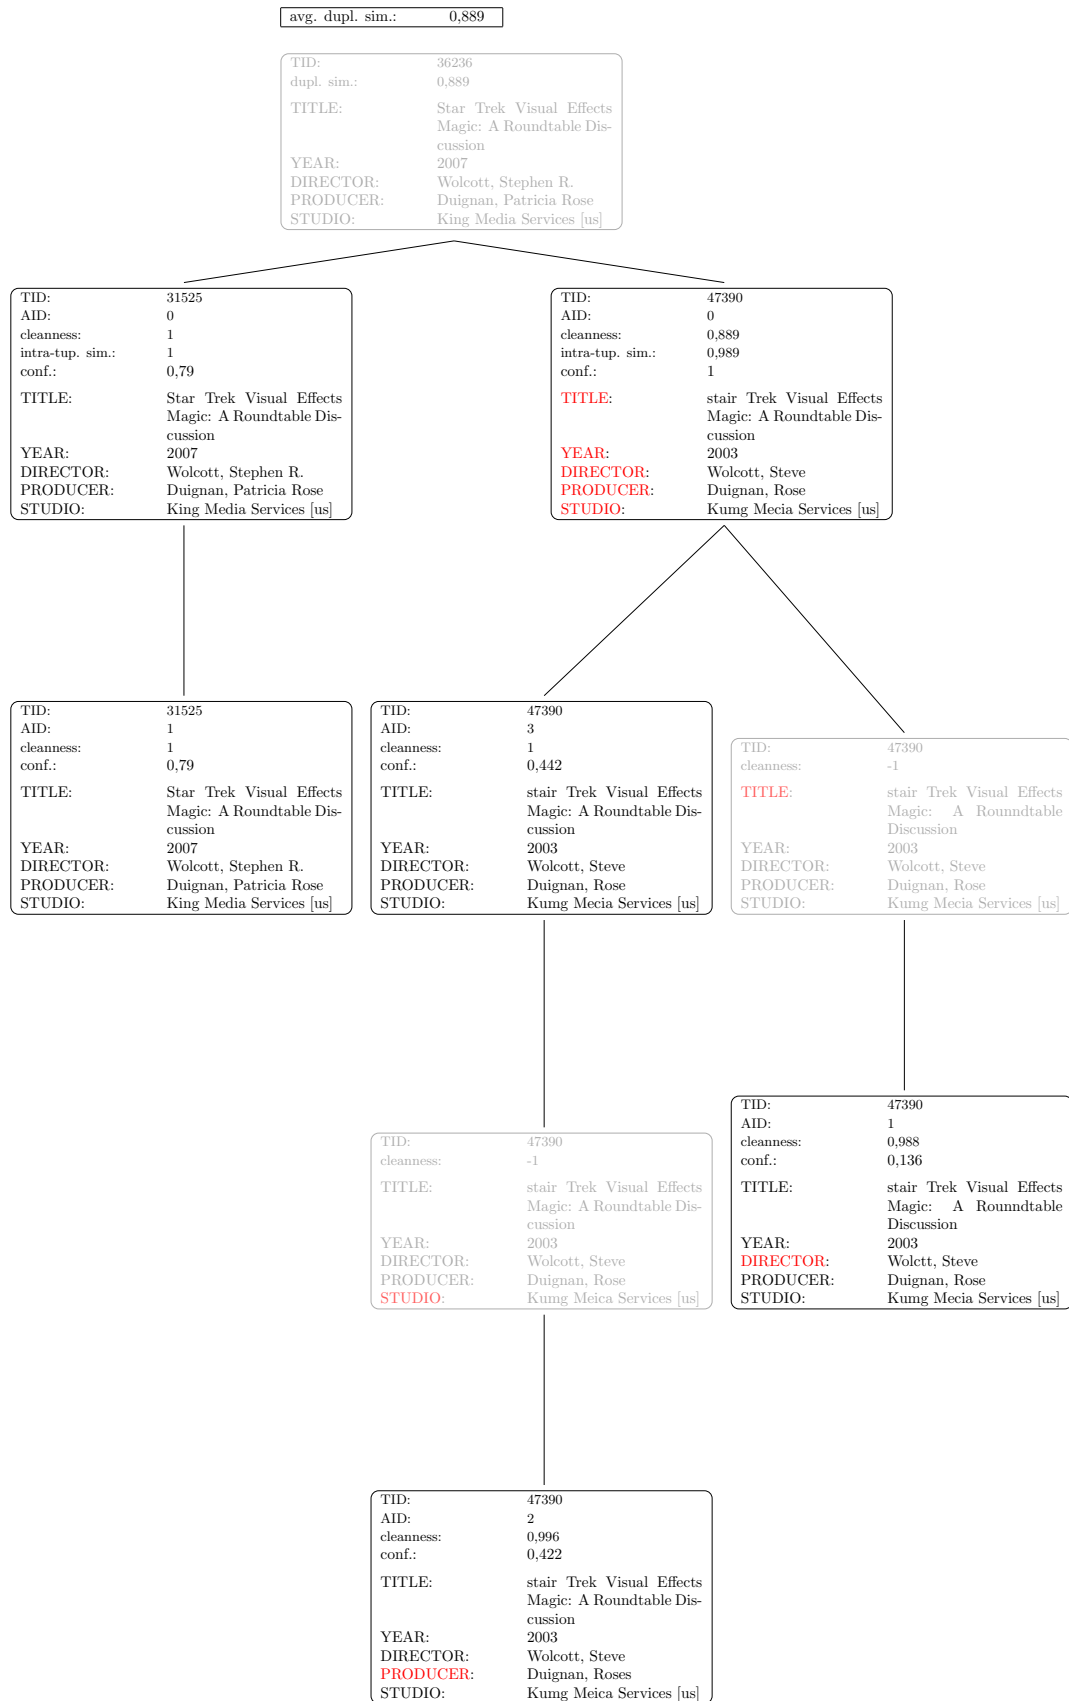 avg. dupl. sim.: 0,889
TID: 36236
dupl. sim.: 0,889
TITLE: Star Trek Visual Effects
Magic: A Roundtable Dis-
cussion
YEAR: 2007
DIRECTOR: Wolcott, Stephen R.
PRODUCER: Duignan, Patricia Rose
STUDIO: King Media Services [us]
TID: 31525
AID: 0
cleanness: 1
intra-tup. sim.: 1
conf.: 0,79
TITLE: Star Trek Visual Effects
Magic: A Roundtable Dis-
cussion
YEAR: 2007
DIRECTOR: Wolcott, Stephen R.
PRODUCER: Duignan, Patricia Rose
STUDIO: King Media Services [us]
TID: 47390
AID: 0
cleanness: 0,889
intra-tup. sim.: 0,989
conf.: 1
TITLE: stair Trek Visual Effects
Magic: A Roundtable Dis-
cussion
YEAR: 2003
DIRECTOR: Wolcott, Steve
PRODUCER: Duignan, Rose
STUDIO: Kumg Mecia Services [us]
TID: 31525
AID: 1
cleanness: 1
conf.: 0,79
TITLE: Star Trek Visual Effects
Magic: A Roundtable Dis-
cussion
YEAR: 2007
DIRECTOR: Wolcott, Stephen R.
PRODUCER: Duignan, Patricia Rose
STUDIO: King Media Services [us]
TID: 47390
AID: 3
cleanness: 1
conf.: 0,442
TITLE: stair Trek Visual Effects
Magic: A Roundtable Dis-
cussion
YEAR: 2003
DIRECTOR: Wolcott, Steve
PRODUCER: Duignan, Rose
STUDIO: Kumg Mecia Services [us]
TID: 47390
cleanness: -1
TITLE: stair Trek Visual Effects
Magic: A Rounndtable
Discussion
YEAR: 2003
DIRECTOR: Wolcott, Steve
PRODUCER: Duignan, Rose
STUDIO: Kumg Mecia Services [us]
TID: 47390
cleanness: -1
TITLE: stair Trek Visual Effects
Magic: A Roundtable Dis-
cussion
YEAR: 2003
DIRECTOR: Wolcott, Steve
PRODUCER: Duignan, Rose
STUDIO: Kumg Meica Services [us]
TID: 47390
AID: 1
cleanness: 0,988
conf.: 0,136
TITLE: stair Trek Visual Effects
Magic: A Rounndtable
Discussion
YEAR: 2003
DIRECTOR: Wolctt, Steve
PRODUCER: Duignan, Rose
STUDIO: Kumg Mecia Services [us]
TID: 47390
AID: 2
cleanness: 0,996
conf.: 0,422
TITLE: stair Trek Visual Effects
Magic: A Roundtable Dis-
cussion
YEAR: 2003
DIRECTOR: Wolcott, Steve
PRODUCER: Duignan, Roses
STUDIO: Kumg Meica Services [us]